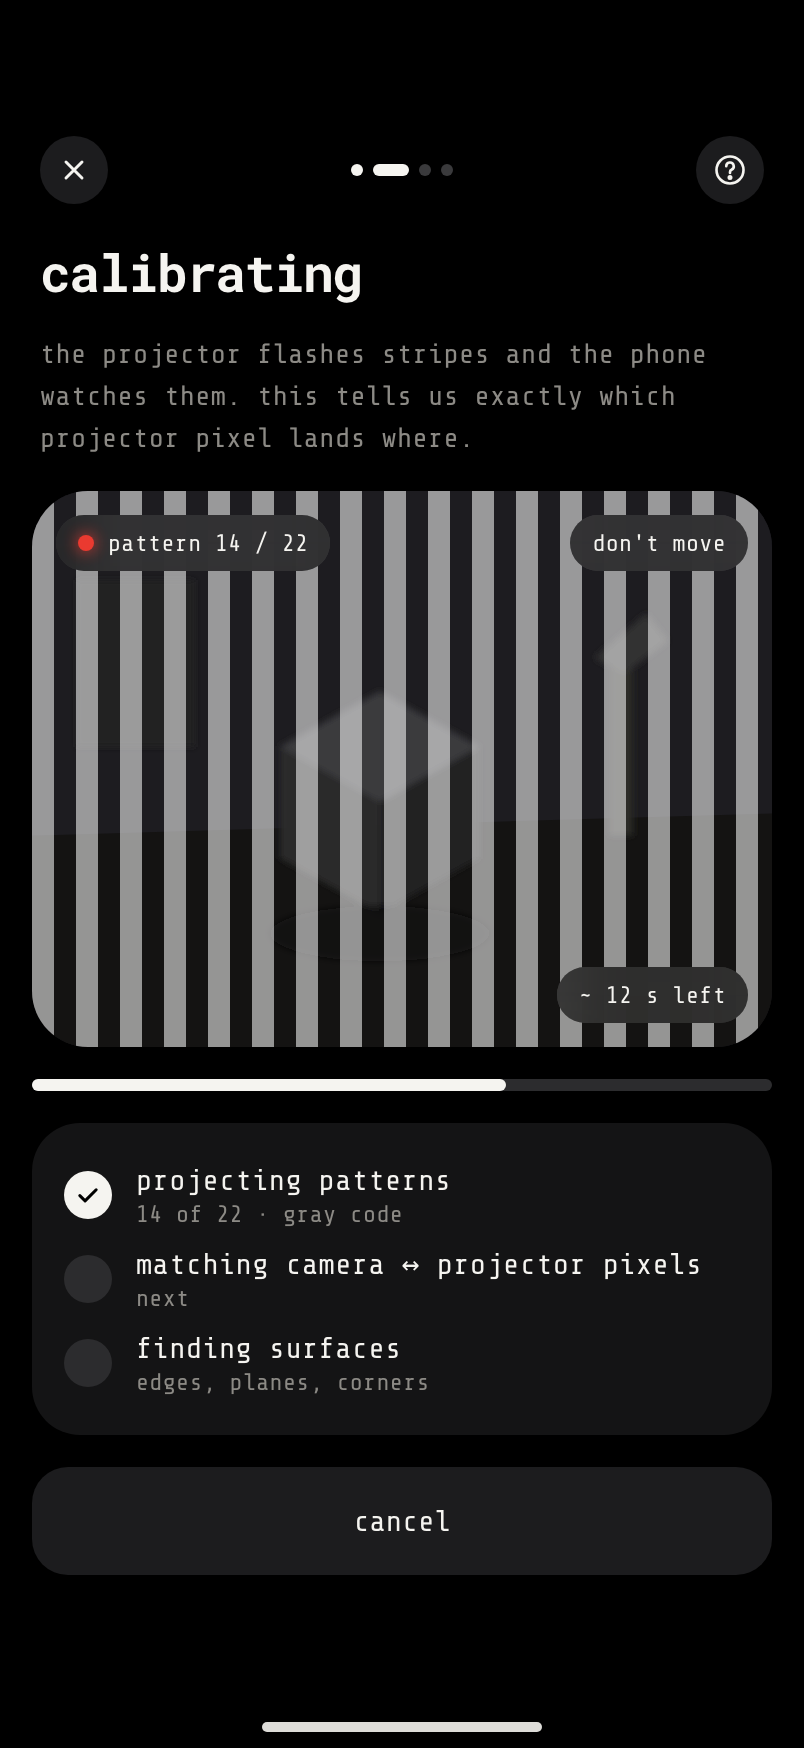 calibrating
the projector flashes stripes and the phone
watches them. this tells us exactly which
projector pixel lands where.
pattern 14 / 22
don't move
~ 12 s left
projecting patterns
14 of 22 · gray code
matching camera ↔ projector pixels
next
finding surfaces
edges, planes, corners
cancel